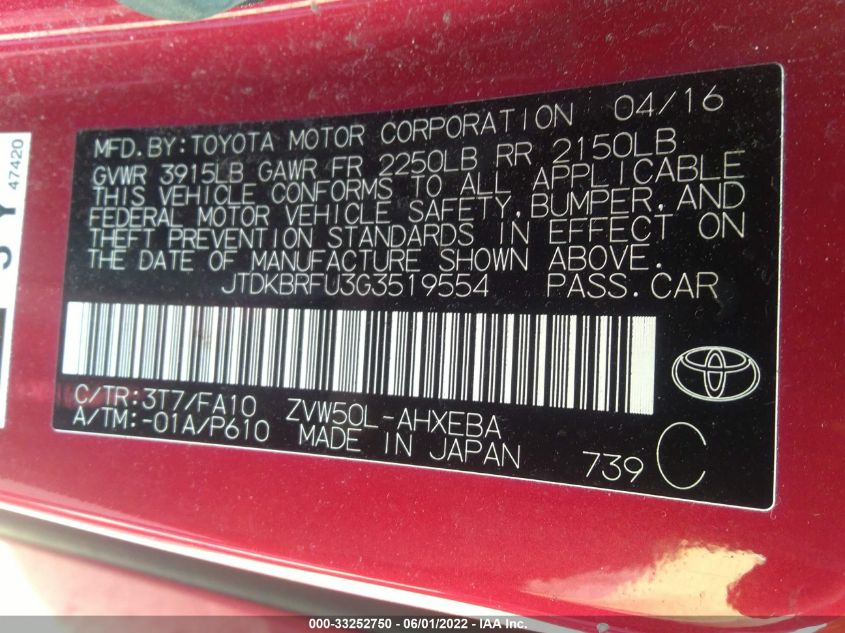 MFD.BY:TOYOTA MOTOR CORPORATION 04/16
GVWR 3915LB GAWR FR 2250LB RR 2150LB
THIS VEHICLE CONFORMS TO ALL APPLICABLE
FEDERAL MOTOR VEHICLE SAFETY,BUMPER,AND
THEFT PREVENTION STANDARDS IN EFFECT ON
THE DATE OF MANUFACTURE SHOWN ABOVE.
JTDKBRFU3G3519554 PASS.CAR
C/TR:3T7/FA10 ZVW50L-AHXEBA
A/TM:-01A/P610 MADE IN JAPAN
739 C
47420
000-33252750 - 06/01/2022 - IAA, Inc.